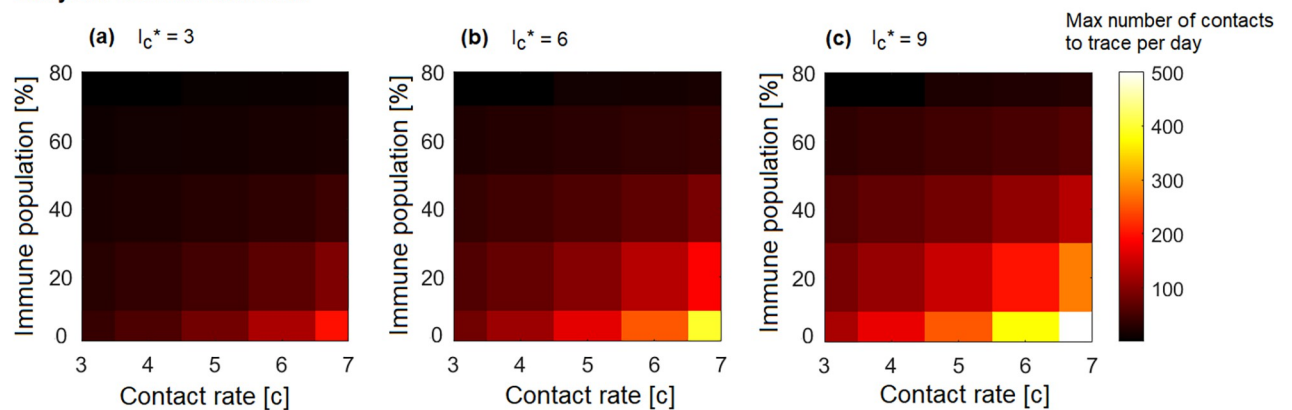 (a) I_c* = 3
(b) I_c* = 6
(c) I_c* = 9
Max number of contacts
to trace per day
Immune population [%]
80
60
40
20
0
3 4 5 6 7
Contact rate [c]
Immune population [%]
80
60
40
20
0
3 4 5 6 7
Contact rate [c]
Immune population [%]
80
60
40
20
0
3 4 5 6 7
Contact rate [c]
500
400
300
200
100